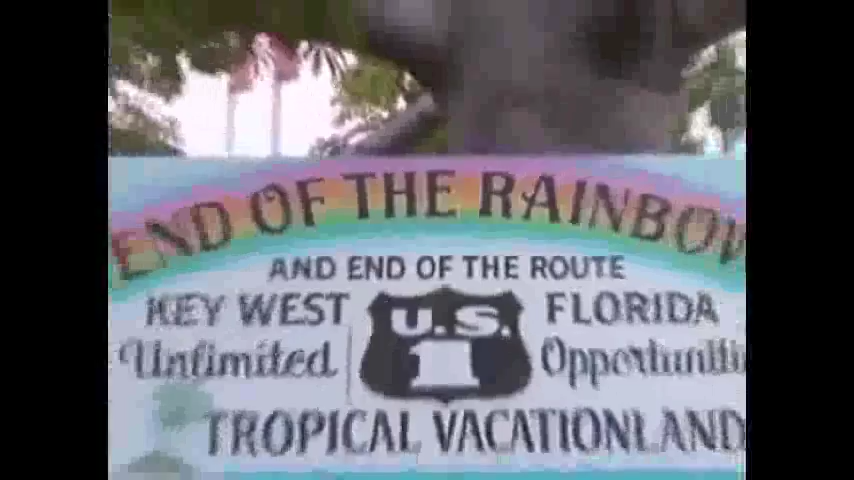 END OF THE RAINBOW
AND END OF THE ROUTE
KEY WEST U.S. 1 FLORIDA
Unlimited Opportuniti
TROPICAL VACATIONLAND